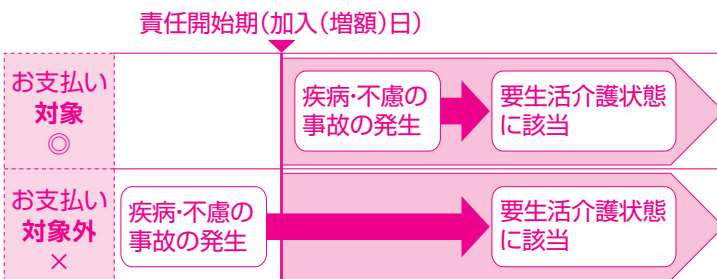 責任開始期(加入(増額)日)
お支払い
対象
◎
疾病・不慮の
事故の発生
要生活介護状態
に該当
お支払い
対象外
×
疾病・不慮の
事故の発生
要生活介護状態
に該当